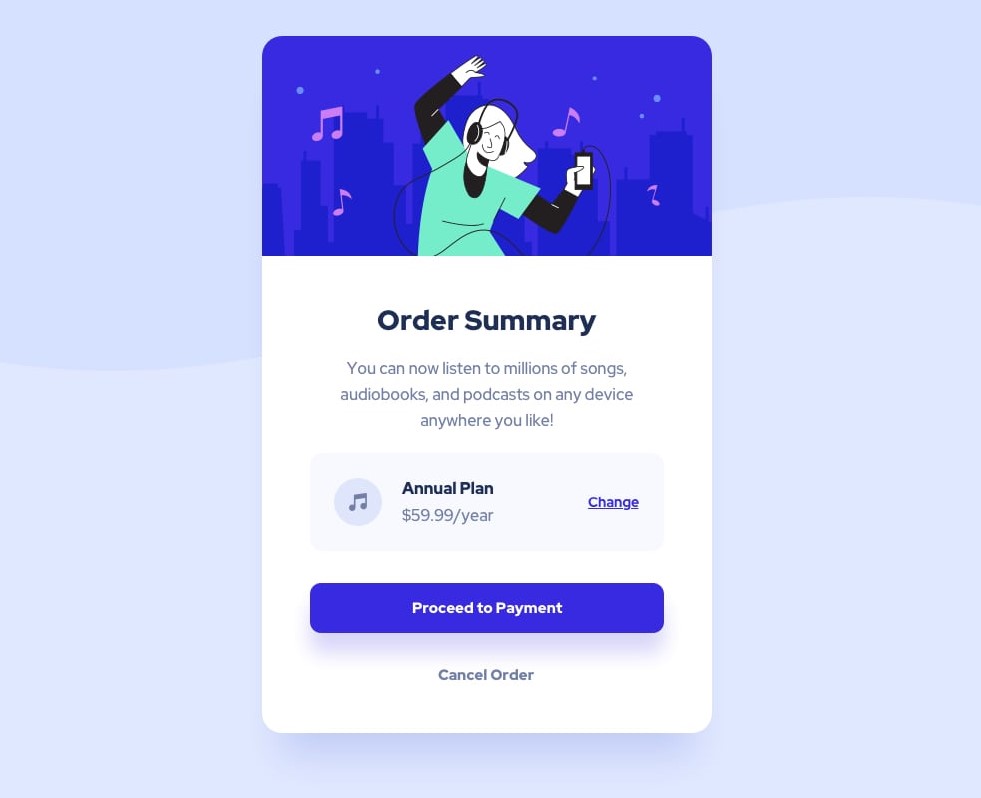 Order Summary
You can now listen to millions of songs,
audiobooks, and podcasts on any device
anywhere you like!
Annual Plan
$59.99/year
Change
Proceed to Payment
Cancel Order